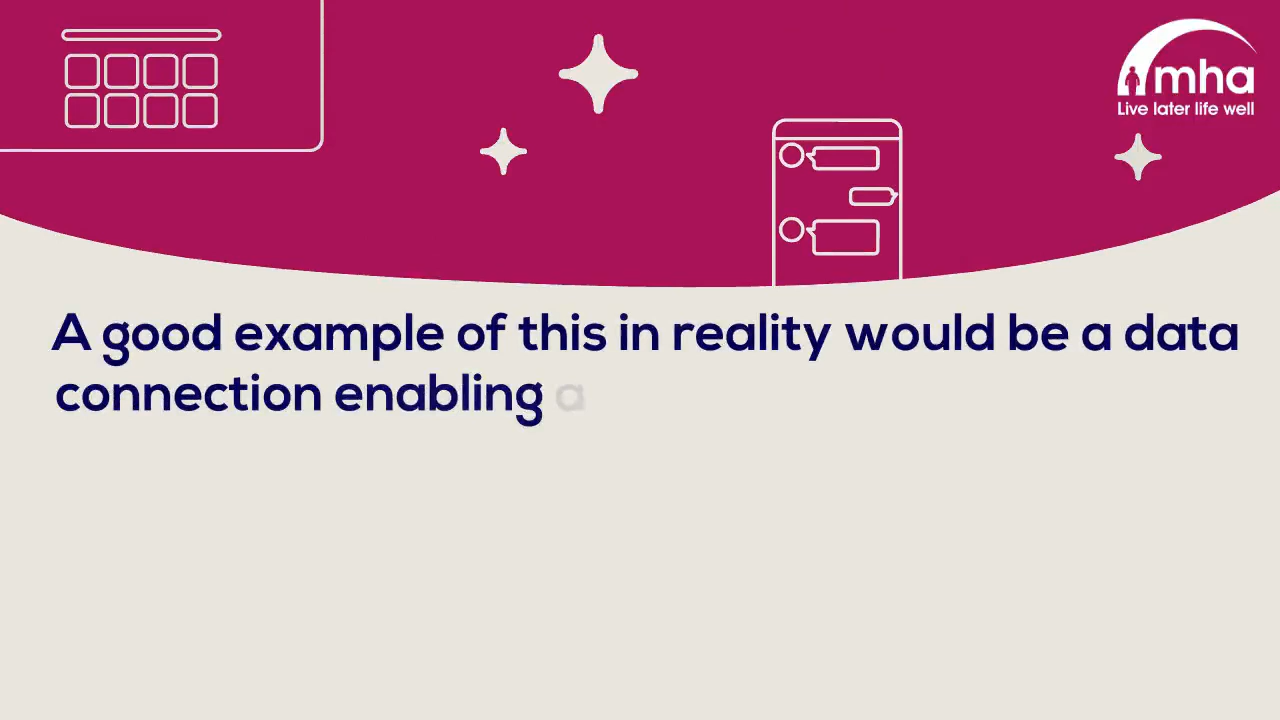 mha
Live later life well
A good example of this in reality would be a data
connection enabling a